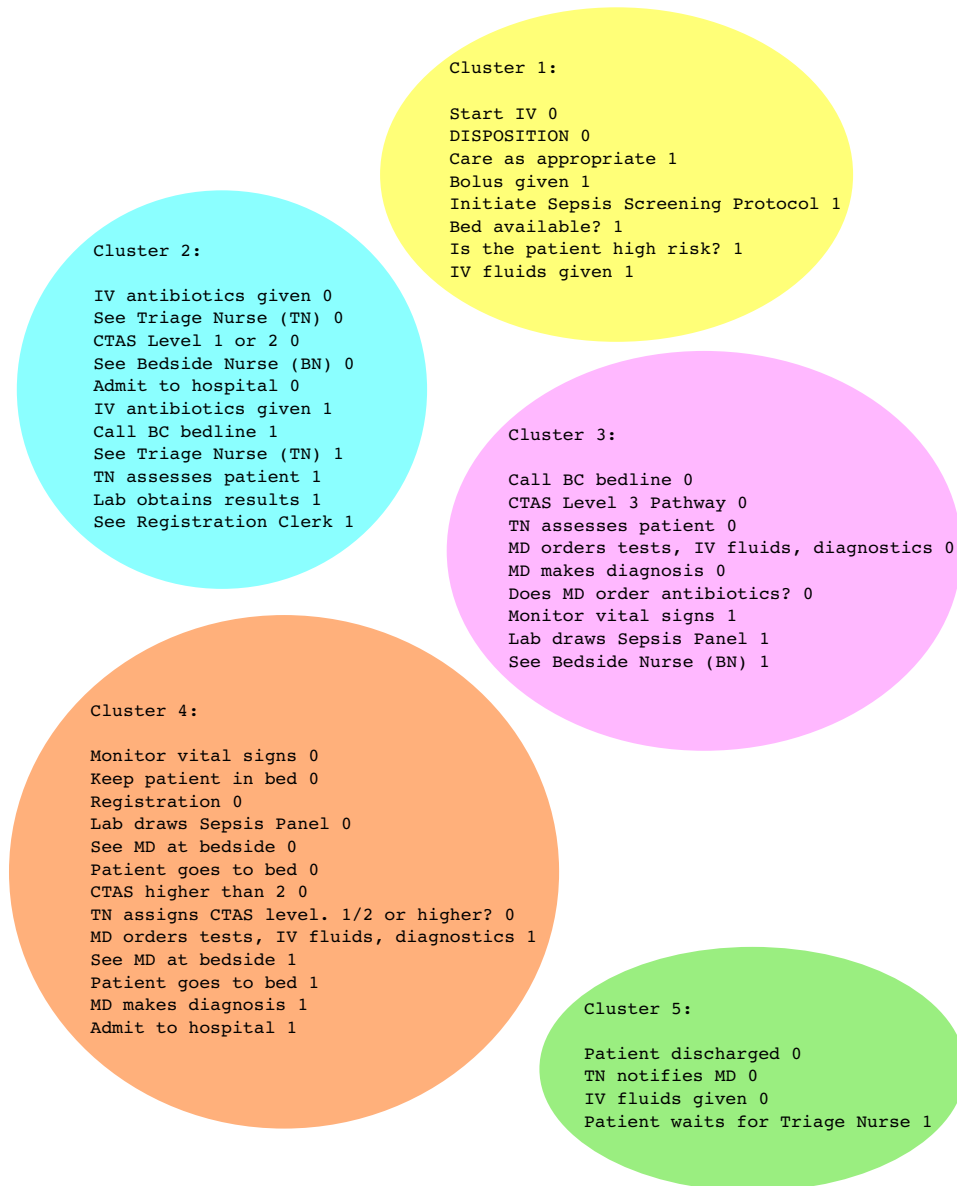 Cluster 1:
Start IV 0
DISPOSITION 0
Care as appropriate 1
Bolus given 1
Initiate Sepsis Screening Protocol 1
Bed available? 1
Is the patient high risk? 1
IV fluids given 1
Cluster 2:
IV antibiotics given 0
See Triage Nurse (TN) 0
CTAS Level 1 or 2 0
See Bedside Nurse (BN) 0
Admit to hospital 0
IV antibiotics given 1
Call BC bedline 1
See Triage Nurse (TN) 1
TN assesses patient 1
Lab obtains results 1
See Registration Clerk 1
Cluster 3:
Call BC bedline 0
CTAS Level 3 Pathway 0
TN assesses patient 0
MD orders tests, IV fluids, diagnostics 0
MD makes diagnosis 0
Does MD order antibiotics? 0
Monitor vital signs 1
Lab draws Sepsis Panel 1
See Bedside Nurse (BN) 1
Cluster 4:
Monitor vital signs 0
Keep patient in bed 0
Registration 0
Lab draws Sepsis Panel 0
See MD at bedside 0
Patient goes to bed 0
CTAS higher than 2 0
TN assigns CTAS level. 1/2 or higher? 0
MD orders tests, IV fluids, diagnostics 1
See MD at bedside 1
Patient goes to bed 1
MD makes diagnosis 1
Admit to hospital 1
Cluster 5:
Patient discharged 0
TN notifies MD 0
IV fluids given 0
Patient waits for Triage Nurse 1